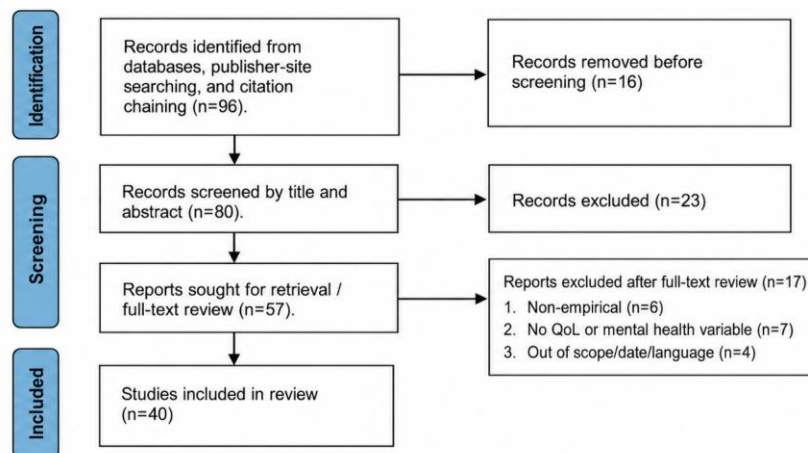 Identification
Records identified from
databases, publisher-site
searching, and citation
chaining (n=96).
Records removed before
screening (n=16)
Screening
Records screened by title and
abstract (n=80).
Records excluded (n=23)
Reports sought for retrieval /
full-text review (n=57).
Reports excluded after full-text review (n=17)
1. Non-empirical (n=6)
2. No QoL or mental health variable (n=7)
3. Out of scope/date/language (n=4)
Included
Studies included in review
(n=40)